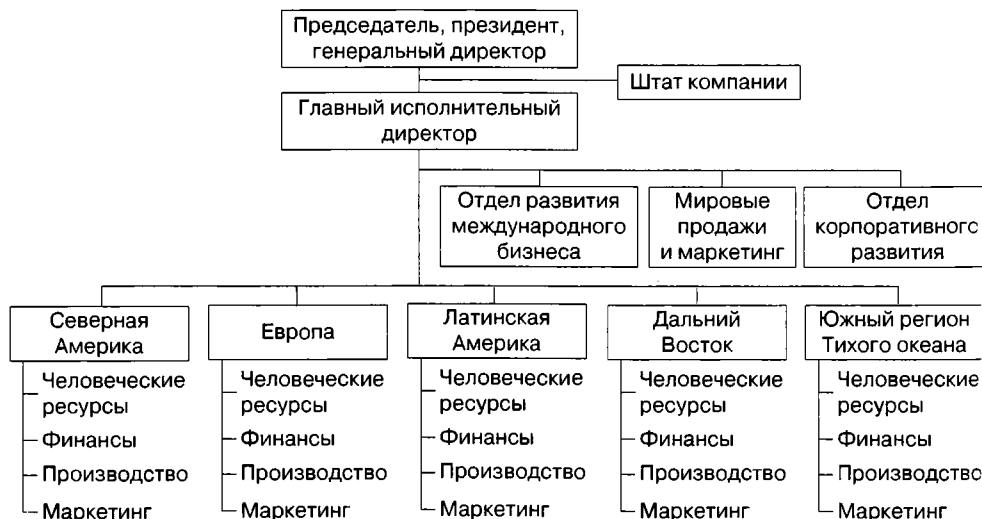 Председатель, президент,
генеральный директор
Штат компании
Главный исполнительный
директор
Отдел развития
международного
бизнеса
Мировые
продажи
и маркетинг
Отдел
корпоративного
развития
Северная
Америка
Европа
Латинская
Америка
Дальний
Восток
Южный регион
Тихого океана
Человеческие
ресурсы
Финансы
Производство
Маркетинг
Человеческие
ресурсы
Финансы
Производство
Маркетинг
Человеческие
ресурсы
Финансы
Производство
Маркетинг
Человеческие
ресурсы
Финансы
Производство
Маркетинг
Человеческие
ресурсы
Финансы
Производство
Маркетинг